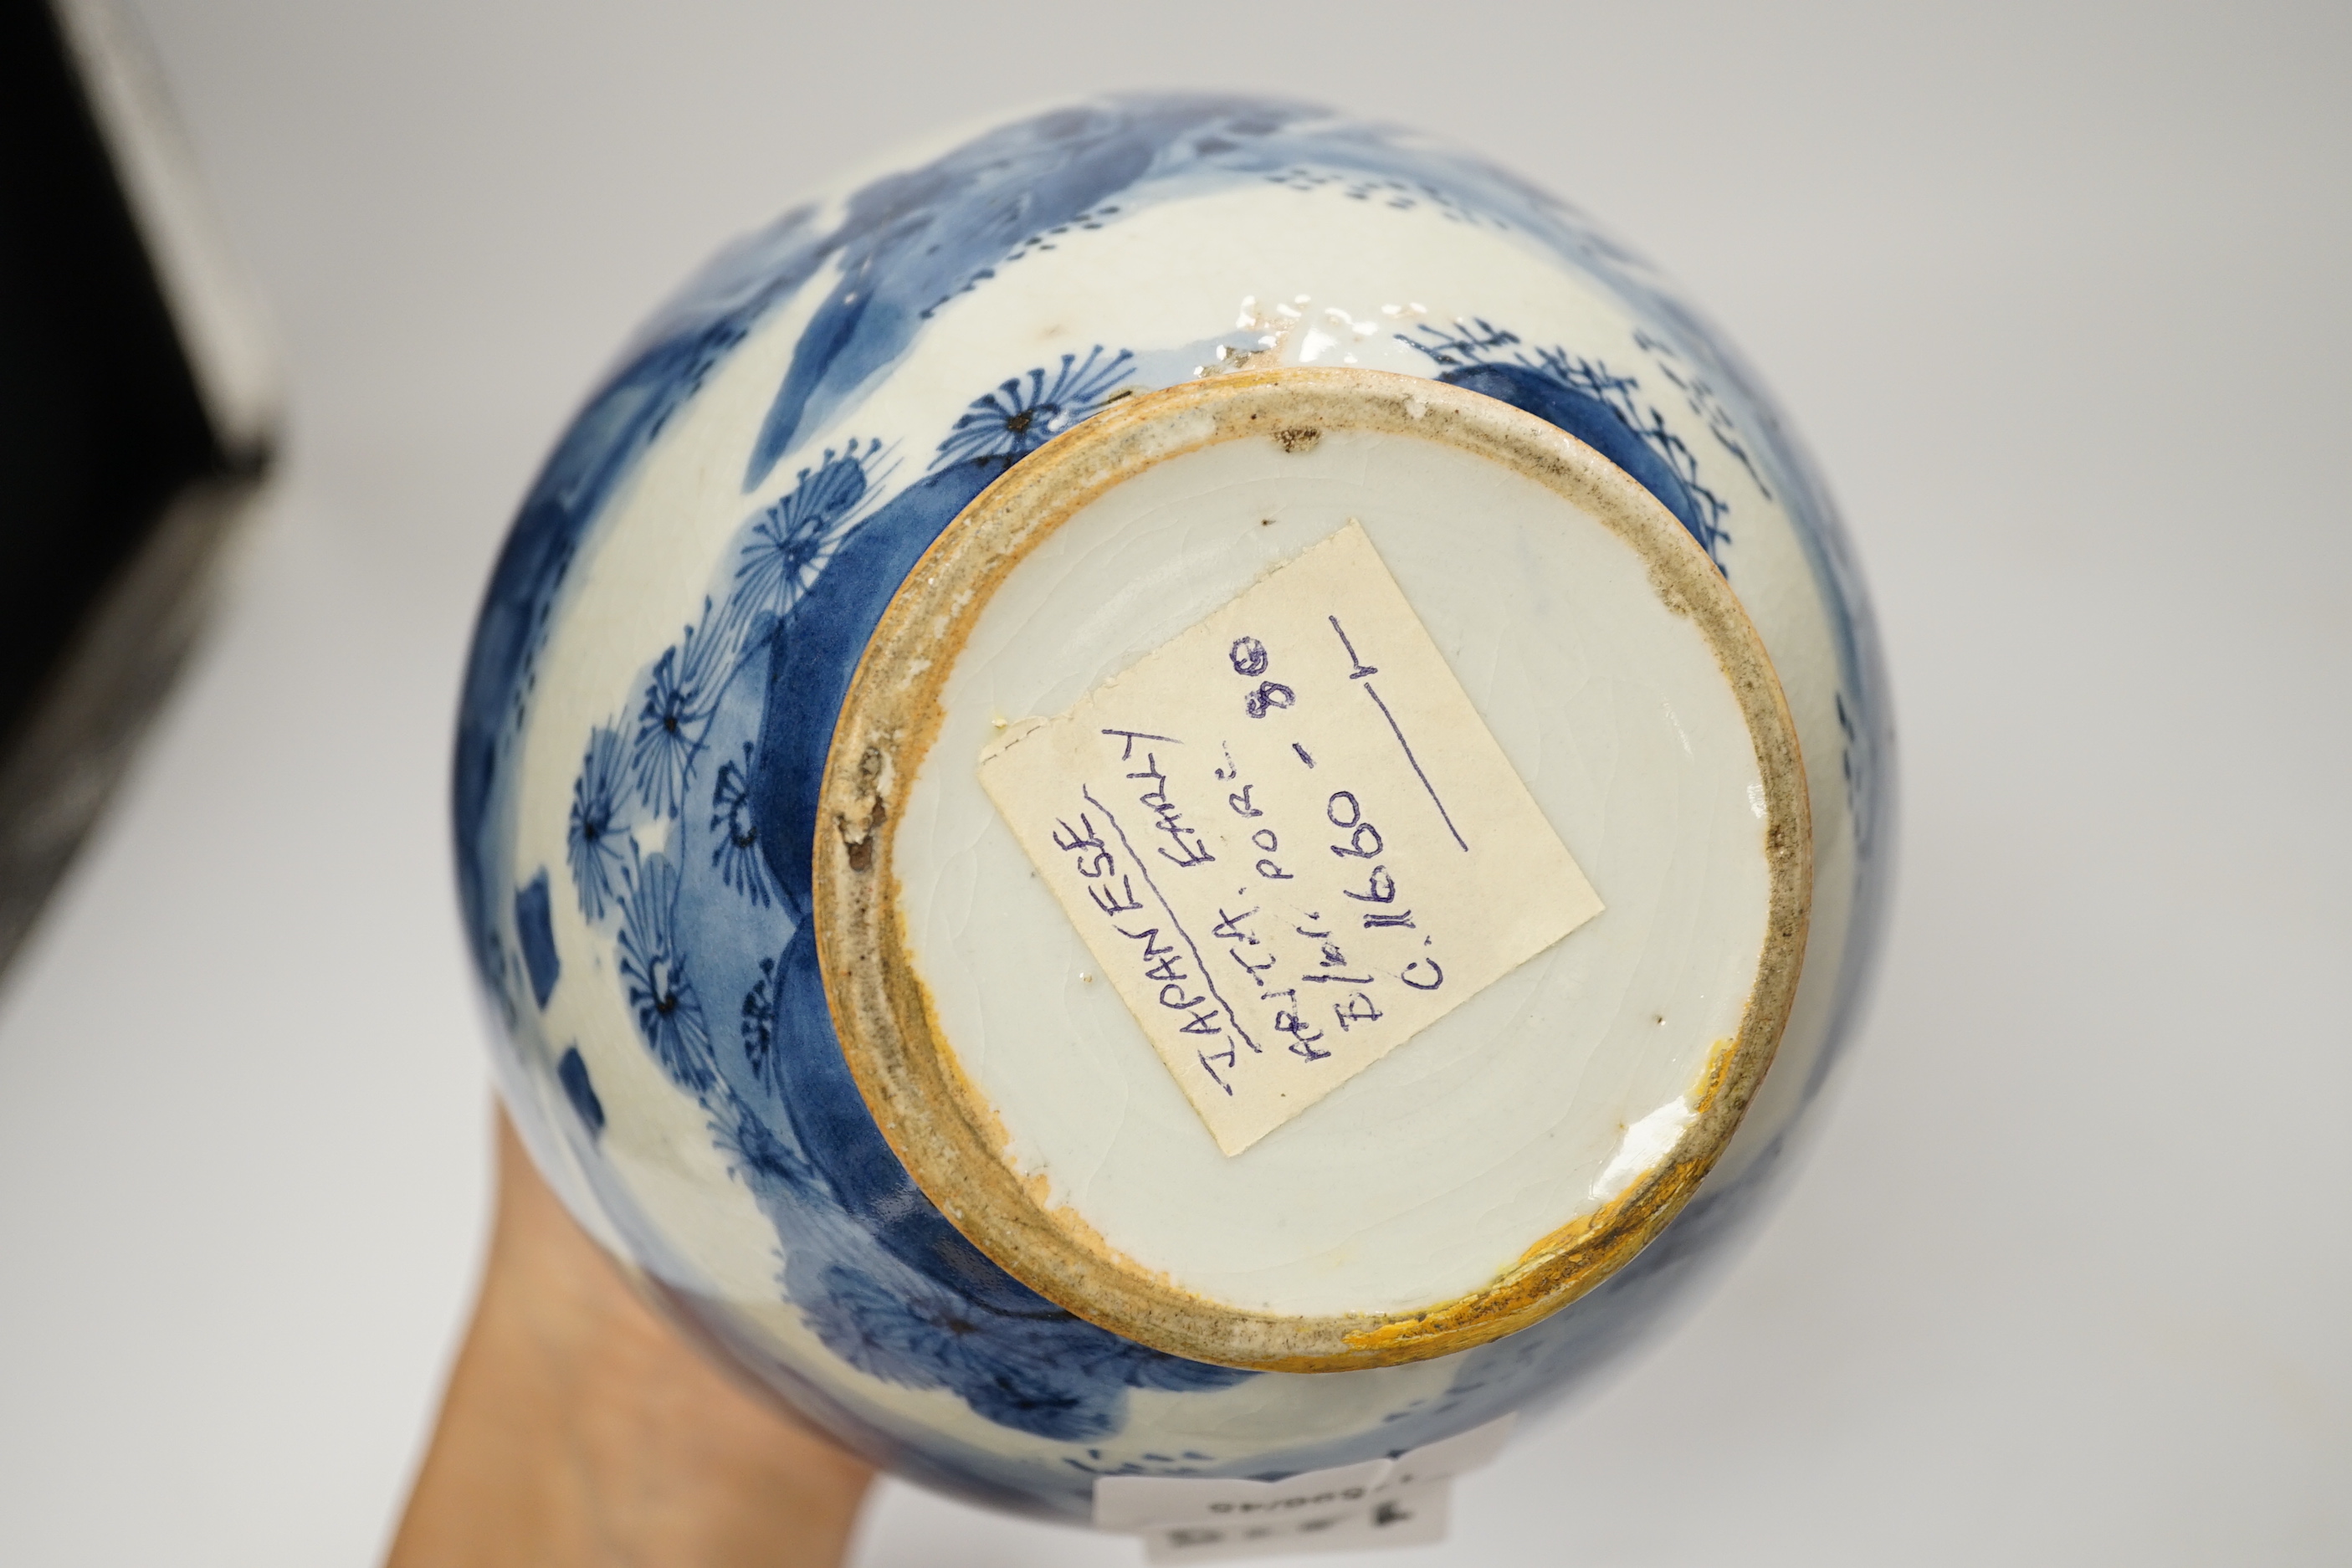 JAPANESE
ARITA. EARLY
B/W. PORC.
C. 1660 - 80